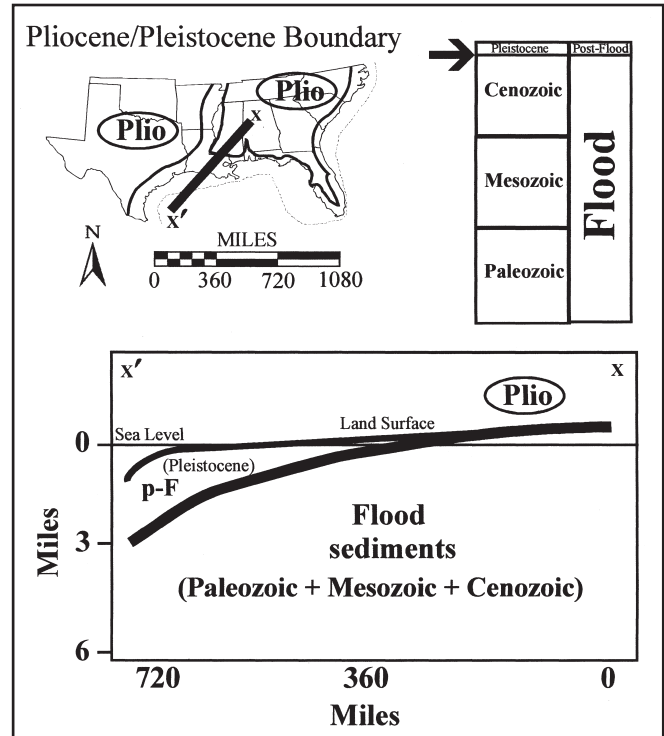 Pliocene/Pleistocene Boundary
Plio
Plio
x
x′
N
MILES
0 360 720 1080
Pleistocene Post-Flood
Cenozoic
Mesozoic
Paleozoic
Flood
x′ x
Plio
Land Surface
Sea Level
(Pleistocene)
p-F
Flood
sediments
(Paleozoic + Mesozoic + Cenozoic)
0
3
6
Miles
720 360 0
Miles